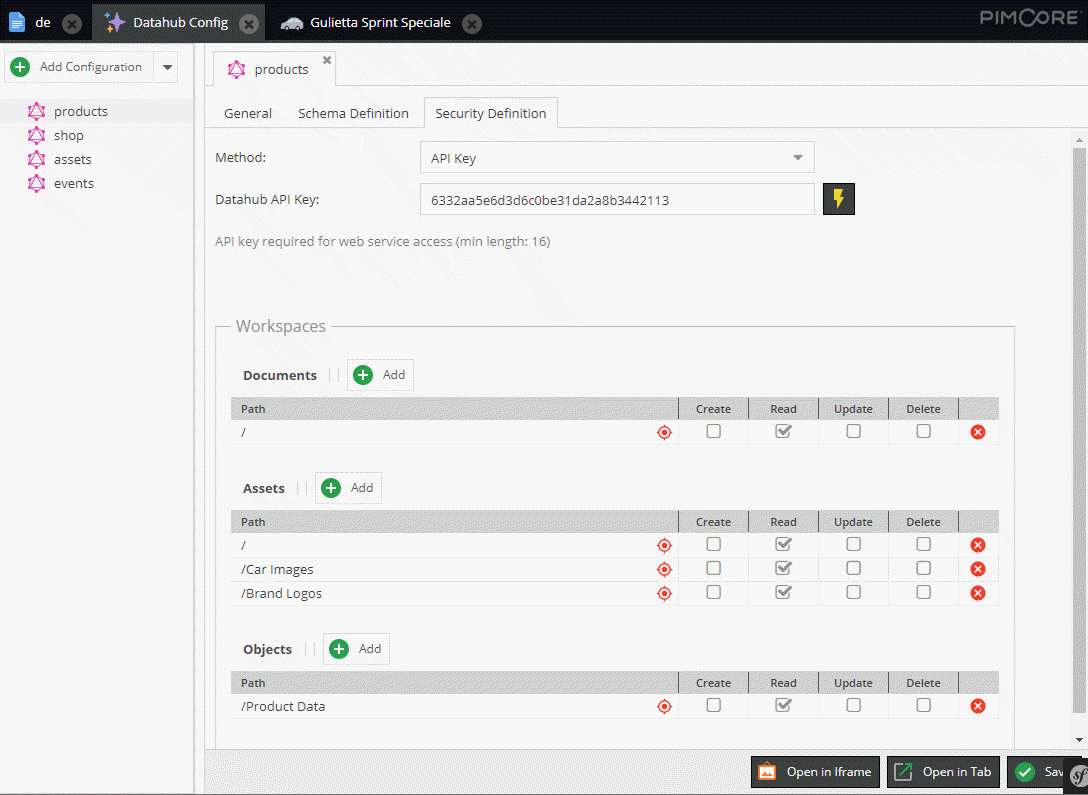 de
Datahub Config
Gulietta Sprint Speciale
PIMCORE
Add Configuration
products
products
shop
assets
events
General
Schema Definition
Security Definition
Method:
API Key
Datahub API Key:
6332aa5e6d3d6c0be31da2a8b3442113
API key required for web service access (min length: 16)
Workspaces
Documents
Add
Path Create Read Update Delete
/
Assets
Add
Path Create Read Update Delete
/
/Car Images
/Brand Logos
Objects
Add
Path Create Read Update Delete
/Product Data
Open in Iframe
Open in Tab
Sav
sf